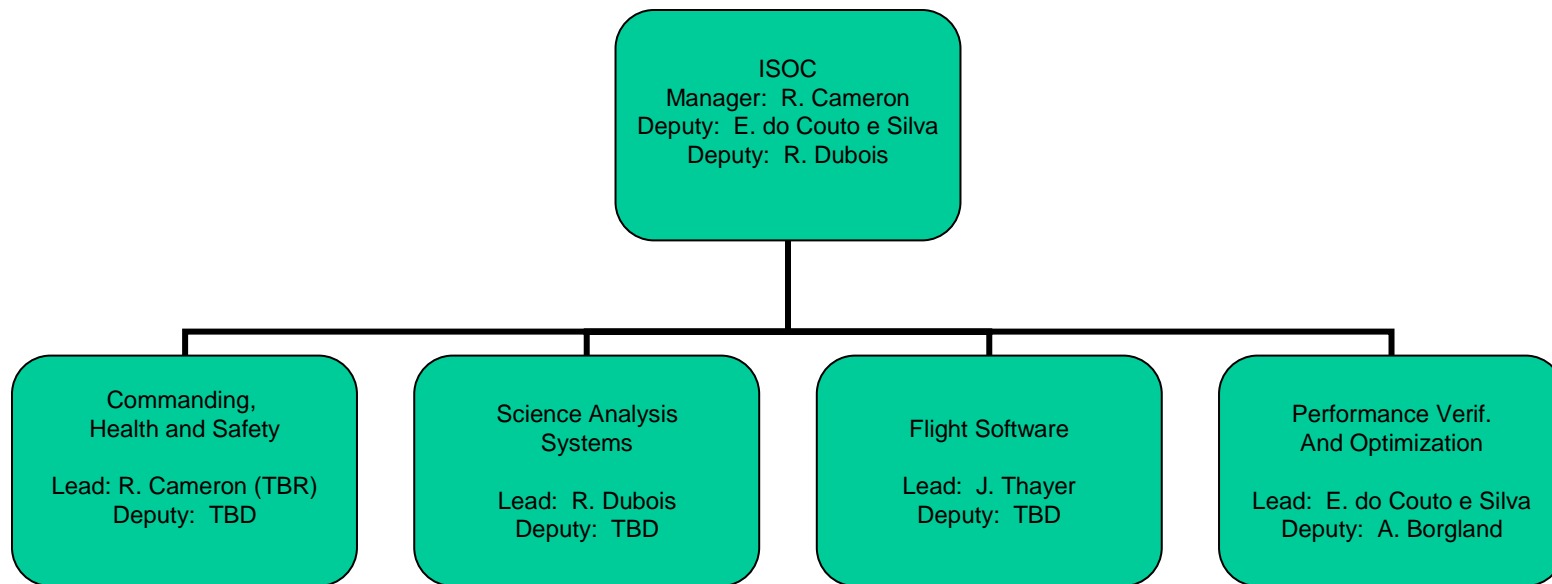 ISOC
Manager: R. Cameron
Deputy: E. do Couto e Silva
Deputy: R. Dubois
Commanding,
Health and Safety
Lead: R. Cameron (TBR)
Deputy: TBD
Science Analysis
Systems
Lead: R. Dubois
Deputy: TBD
Flight Software
Lead: J. Thayer
Deputy: TBD
Performance Verif.
And Optimization
Lead: E. do Couto e Silva
Deputy: A. Borgland